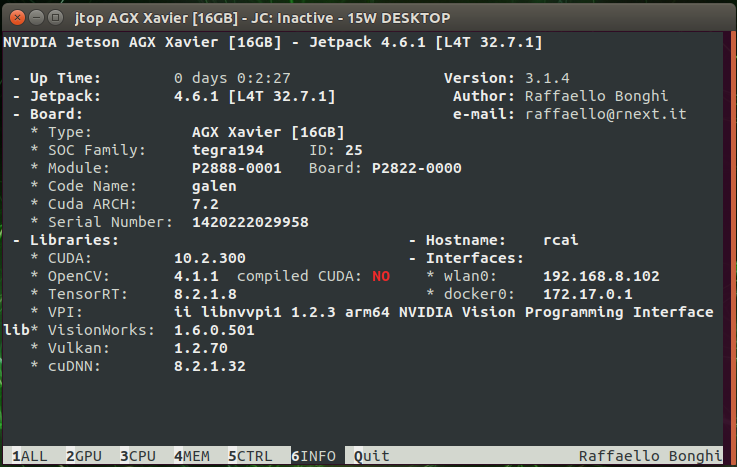 jtop AGX Xavier [16GB] - JC: Inactive - 15W DESKTOP
NVIDIA Jetson AGX Xavier [16GB] - Jetpack 4.6.1 [L4T 32.7.1]
- Up Time: 0 days 0:2:27 Version: 3.1.4
- Jetpack: 4.6.1 [L4T 32.7.1] Author: Raffaello Bonghi
- Board: e-mail: raffaello@rnext.it
* Type: AGX Xavier [16GB]
* SOC Family: tegra194 ID: 25
* Module: P2888-0001 Board: P2822-0000
* Code Name: galen
* Cuda ARCH: 7.2
* Serial Number: 1420222029958
- Libraries: - Hostname: rcai
* CUDA: 10.2.300 - Interfaces:
* OpenCV: 4.1.1 compiled CUDA: NO * wlan0: 192.168.8.102
* TensorRT: 8.2.1.8 * docker0: 172.17.0.1
* VPI: ii libnvvpi1 1.2.3 arm64 NVIDIA Vision Programming Interface
lib* VisionWorks: 1.6.0.501
* Vulkan: 1.2.70
* cuDNN: 8.2.1.32
1ALL 2GPU 3CPU 4MEM 5CTRL 6INFO Quit Raffaello Bonghi